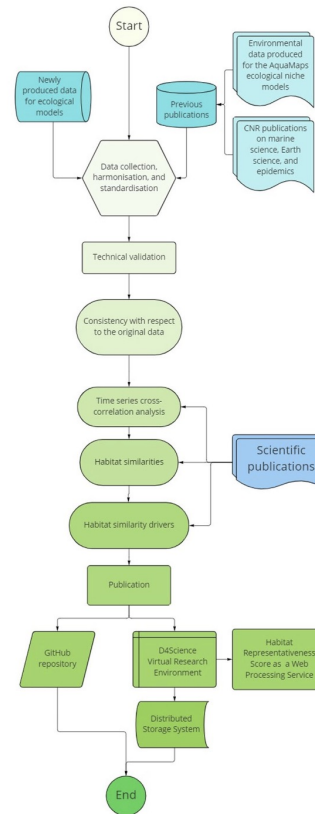 Start
Newly
produced data
for ecological
models
Previous
publications
Environmental
data produced
for the AquaMaps
ecological niche
models
CNR publications
on marine
science, Earth
science, and
epidemics
Data collection,
harmonisation, and
standardisation
Technical validation
Consistency with respect
to the original data
Time series cross-
correlation analysis
Habitat similarities
Scientific
publications
Habitat similarity drivers
Publication
GitHub
repository
D4Science
Virtual Research
Environment
Habitat
Representativeness
Score as a Web
Processing Service
Distributed
Storage System
End